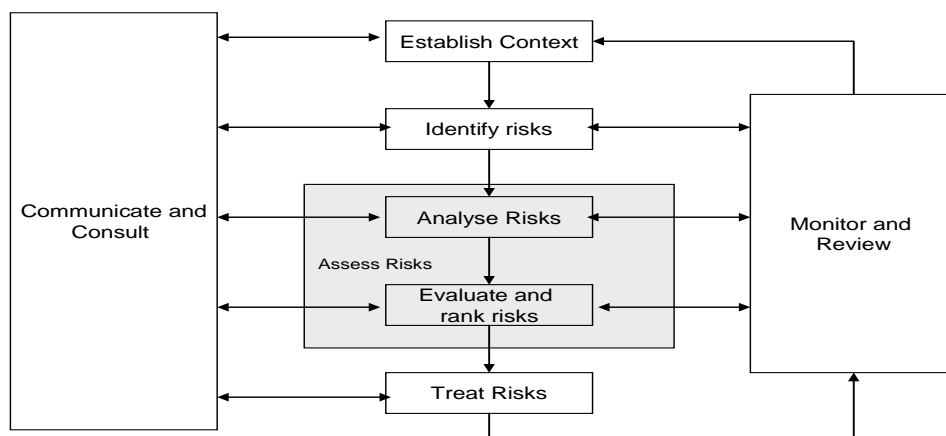 Establish Context
Identify risks
Communicate and
Consult
Analyse Risks
Monitor and
Review
Assess Risks
Evaluate and
rank risks
Treat Risks